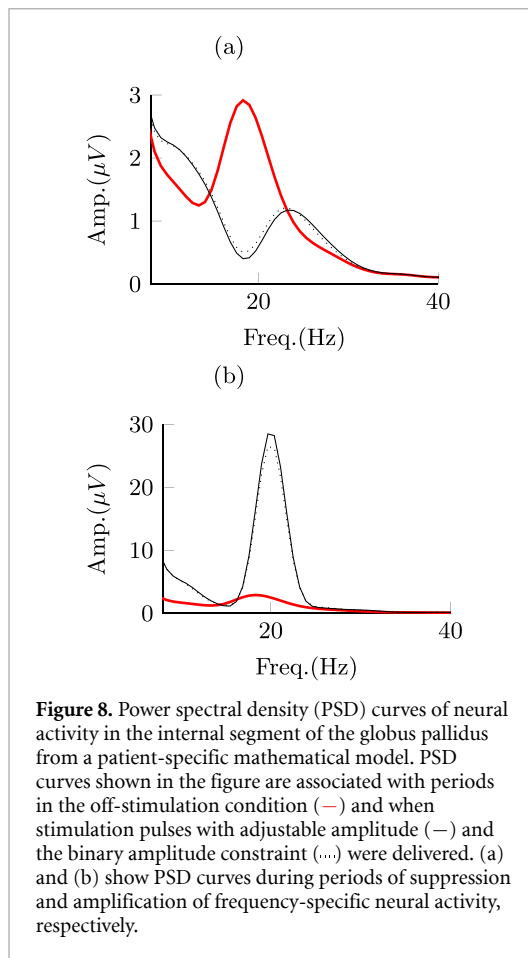 (a)
3
2
1
0
Amp.(μV)
20
40
Freq.(Hz)
(b)
30
20
10
0
Amp.(μV)
20
40
Freq.(Hz)
Figure 8. Power spectral density (PSD) curves of neural
activity in the internal segment of the globus pallidus
from a patient-specific mathematical model. PSD
curves shown in the figure are associated with periods
in the off-stimulation condition (−) and when
stimulation pulses with adjustable amplitude (−) and
the binary amplitude constraint (....) were delivered. (a)
and (b) show PSD curves during periods of suppression
and amplification of frequency-specific neural activity,
respectively.